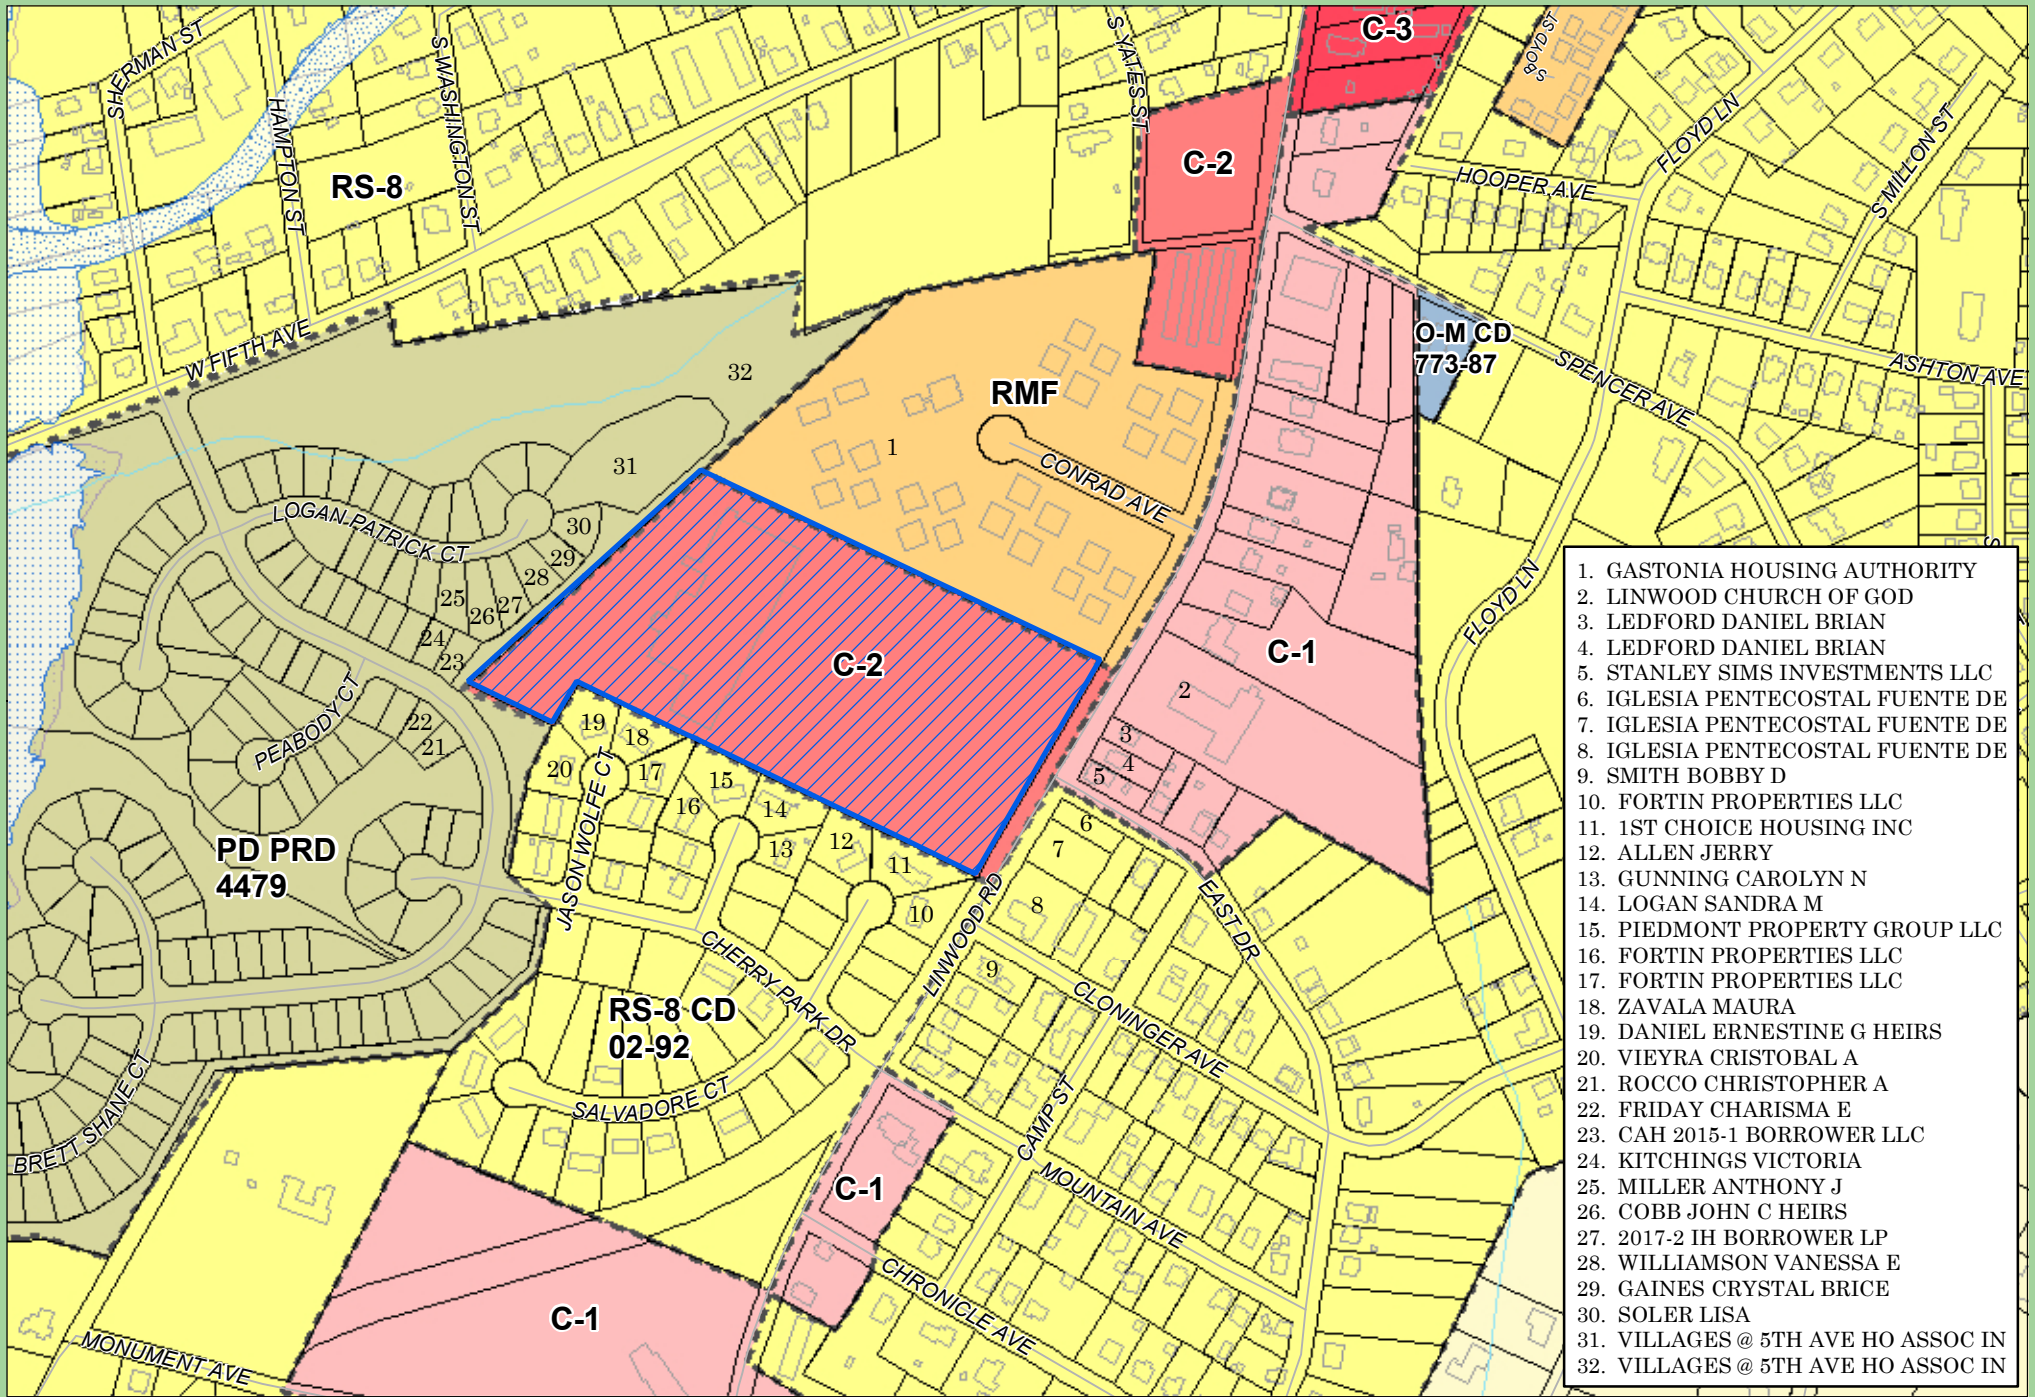 SHERMAN ST
HAMPTON ST
S WASHINGTON ST
S YATES ST
C-3
S BOYD ST
FLOYD LN
S MILLON ST
RS-8
C-2
HOOPER AVE
W FIFTH AVE
32
RMF
O-M CD
773-87
SPENCER AVE
ASHTON AVE
31
1
CONRAD AVE
LOGAN PATRICK CT
30
29
28
27
26
25
24
23
C-2
C-1
FLOYD LN
S
2
3
4
5
PEABODY CT
22
21
19
18
20
17
15
16
14
13
12
11
10
6
7
8
9
JASON WOLFE CT
PD PRD
4479
LINWOOD RD
EAST DR
CHERRY PARK DR
CLONINGER AVE
RS-8 CD
02-92
SALVADORE CT
CAMP ST
BRETT SHANE CT
C-1
MOUNTAIN AVE
CHRONICLE AVE
C-1
MONUMENT AVE
1. GASTONIA HOUSING AUTHORITY
2. LINWOOD CHURCH OF GOD
3. LEDFORD DANIEL BRIAN
4. LEDFORD DANIEL BRIAN
5. STANLEY SIMS INVESTMENTS LLC
6. IGLESIA PENTECOSTAL FUENTE DE
7. IGLESIA PENTECOSTAL FUENTE DE
8. IGLESIA PENTECOSTAL FUENTE DE
9. SMITH BOBBY D
10. FORTIN PROPERTIES LLC
11. 1ST CHOICE HOUSING INC
12. ALLEN JERRY
13. GUNNING CAROLYN N
14. LOGAN SANDRA M
15. PIEDMONT PROPERTY GROUP LLC
16. FORTIN PROPERTIES LLC
17. FORTIN PROPERTIES LLC
18. ZAVALA MAURA
19. DANIEL ERNESTINE G HEIRS
20. VIEYRA CRISTOBAL A
21. ROCCO CHRISTOPHER A
22. FRIDAY CHARISMA E
23. CAH 2015-1 BORROWER LLC
24. KITCHINGS VICTORIA
25. MILLER ANTHONY J
26. COBB JOHN C HEIRS
27. 2017-2 IH BORROWER LP
28. WILLIAMSON VANESSA E
29. GAINES CRYSTAL BRICE
30. SOLER LISA
31. VILLAGES @ 5TH AVE HO ASSOC IN
32. VILLAGES @ 5TH AVE HO ASSOC IN